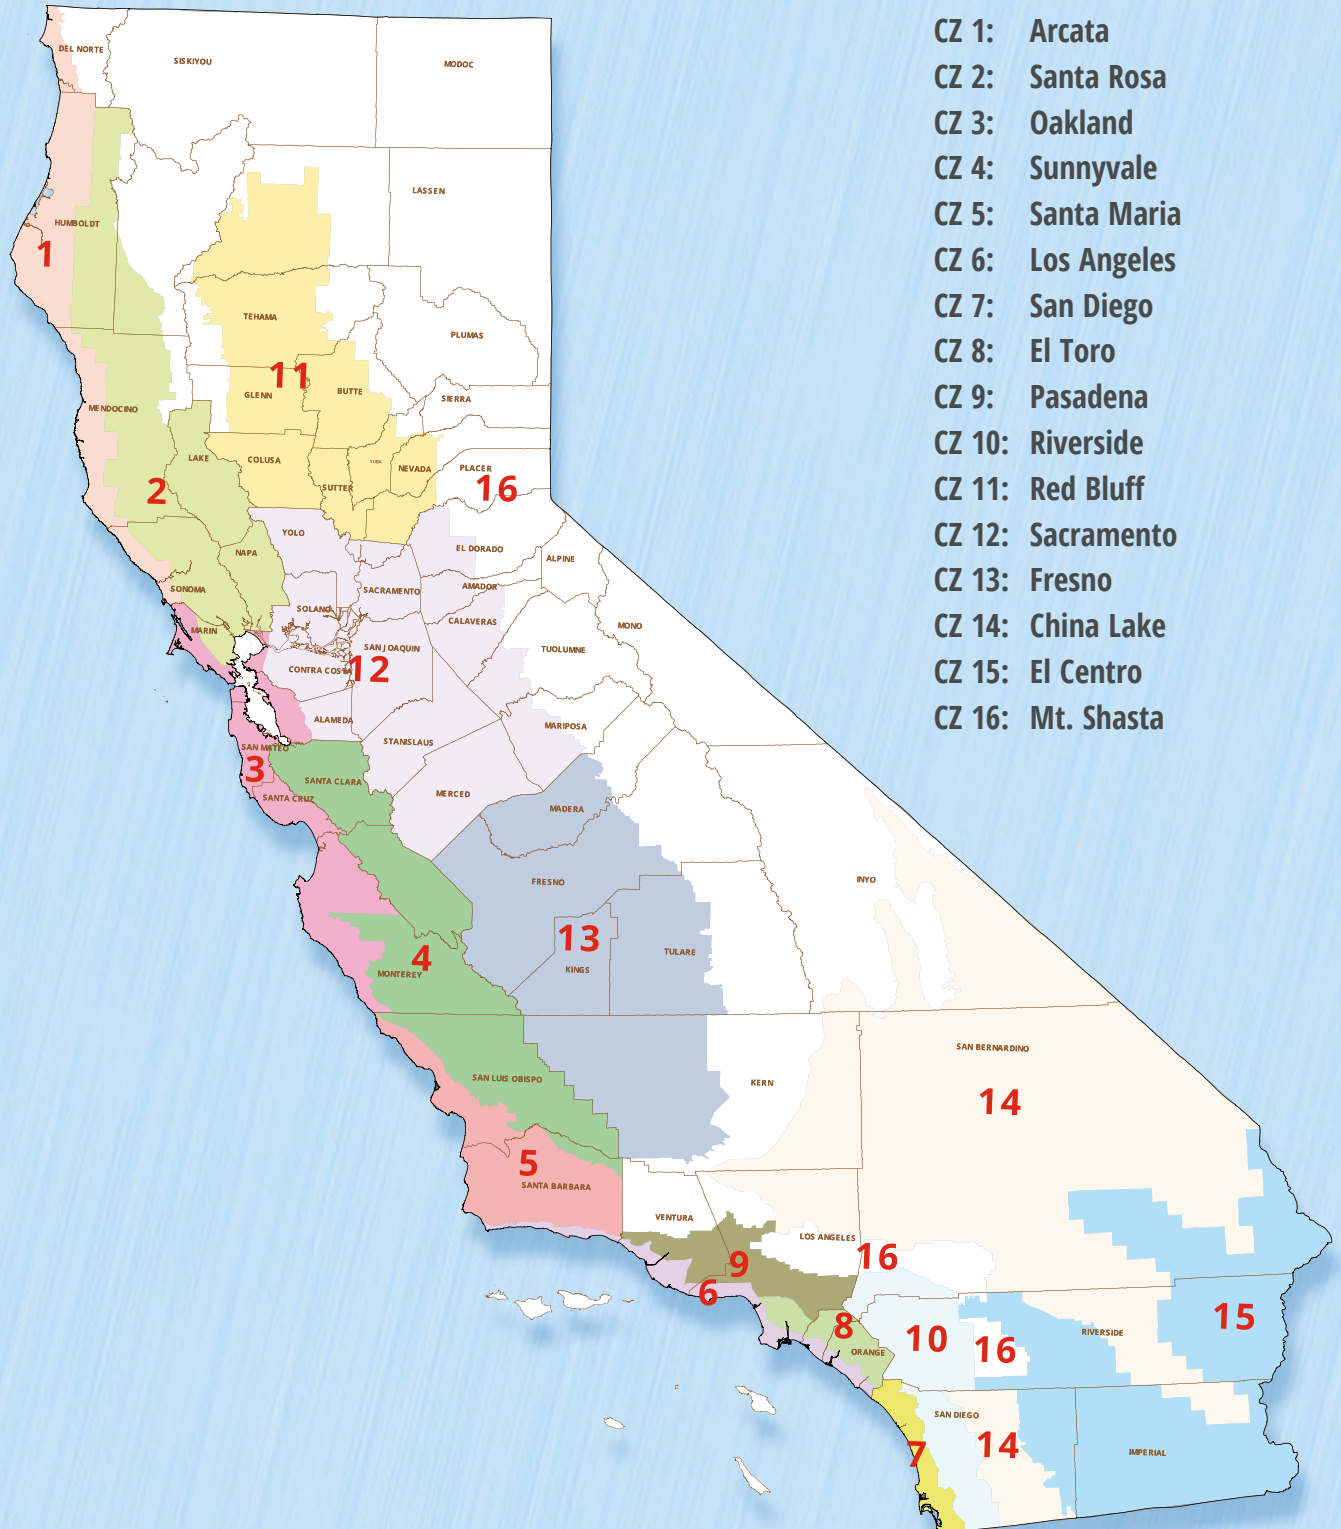 CZ 1: Arcata
CZ 2: Santa Rosa
CZ 3: Oakland
CZ 4: Sunnyvale
CZ 5: Santa Maria
CZ 6: Los Angeles
CZ 7: San Diego
CZ 8: El Toro
CZ 9: Pasadena
CZ 10: Riverside
CZ 11: Red Bluff
CZ 12: Sacramento
CZ 13: Fresno
CZ 14: China Lake
CZ 15: El Centro
CZ 16: Mt. Shasta
DEL NORTE
SISKIYOU
MODOC
LASSEN
HUMBOLDT
1
TEHAMA
PLUMAS
11
BUTTE
GLENN
SIERRA
MENDOCINO
LAKE
COLUSA
YUBA
NEVADA
PLACER
2
SUTTER
16
YOLO
EL DORADO
NAPA
ALPINE
SONOMA
SACRAMENTO
AMADOR
SOLANO
CALAVERAS
MONO
MARIN
SAN JOAQUIN
TUOLUMNE
CONTRA COSTA
12
ALAMEDA
MARIPOSA
STANISLAUS
SAN MATEO
3
SANTA CLARA
SANTA CRUZ
MERCED
MADERA
FRESNO
INYO
13
TULARE
4
KINGS
MONTEREY
SAN BERNARDINO
SAN LUIS OBISPO
KERN
14
5
SANTA BARBARA
VENTURA
LOS ANGELES
16
9
6
8
10
15
RIVERSIDE
16
ORANGE
SAN DIEGO
14
7
IMPERIAL